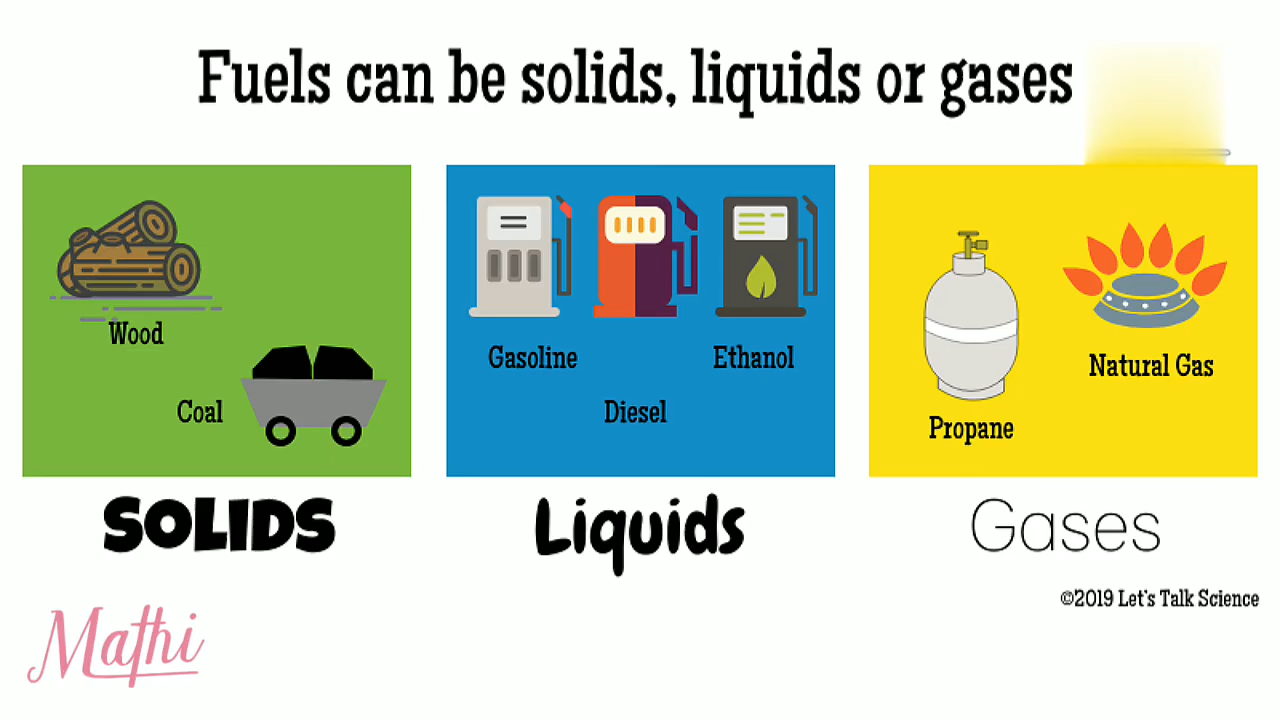 Fuels can be solids, liquids or gases
Wood
Coal
SOLIDS
Gasoline
Ethanol
Diesel
Liquids
Propane
Natural Gas
Gases
©2019 Let's Talk Science
Mathi